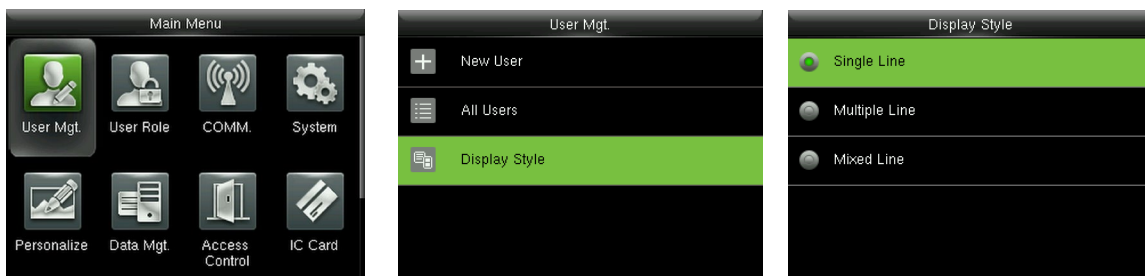 Main Menu
User Mgt.
User Role
COMM.
System
Personalize
Data Mgt.
Access
Control
IC Card
User Mgt.
New User
All Users
Display Style
Display Style
Single Line
Multiple Line
Mixed Line